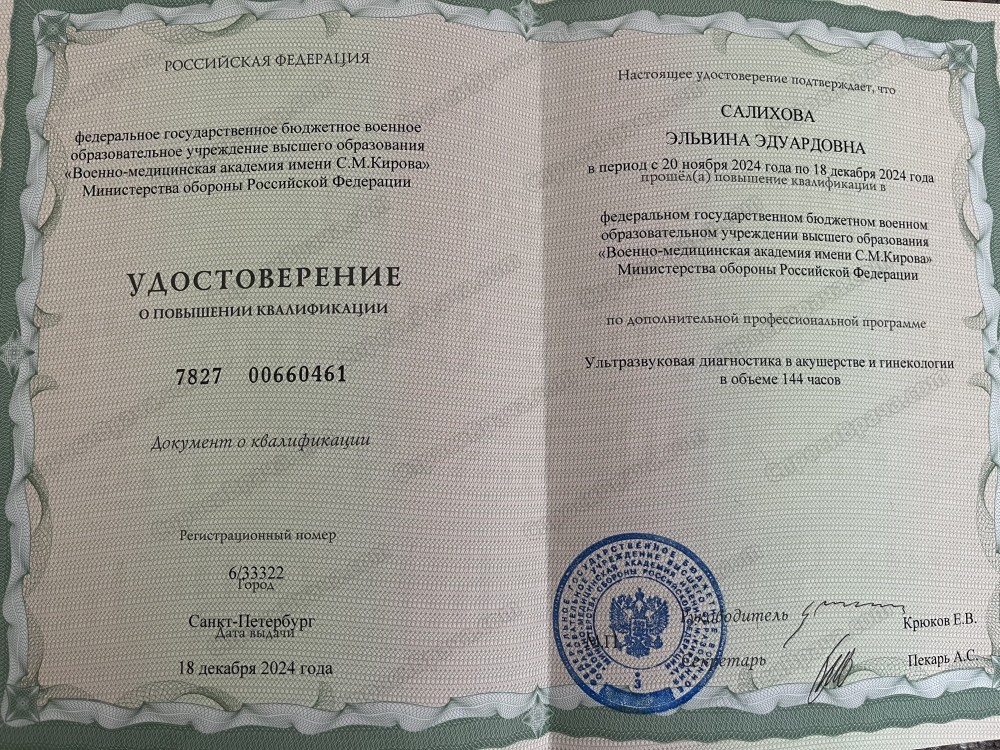 РОССИЙСКАЯ ФЕДЕРАЦИЯ
федеральное государственное бюджетное военное
образовательное учреждение высшего образования
«Военно-медицинская академия имени С.М.Кирова»
Министерства обороны Российской Федерации
УДОСТОВЕРЕНИЕ
О ПОВЫШЕНИИ КВАЛИФИКАЦИИ
7827 00660461
Документ о квалификации
Регистрационный номер
6/33322
Город
Санкт-Петербург
Дата выдачи
18 декабря 2024 года
Настоящее удостоверение подтверждает, что
САЛИХОВА
ЭЛЬВИНА ЭДУАРДОВНА
в период с 20 ноября 2024 года по 18 декабря 2024 года
прошёл(а) повышение квалификации в
федеральном государственном бюджетном военном
образовательном учреждении высшего образования
«Военно-медицинская академия имени С.М.Кирова»
Министерства обороны Российской Федерации
по дополнительной профессиональной программе
Ультразвуковая диагностика в акушерстве и гинекологии
в объеме 144 часов
М.П.
Руководитель
Крюков Е.В.
Секретарь
Пекарь А.С.
3